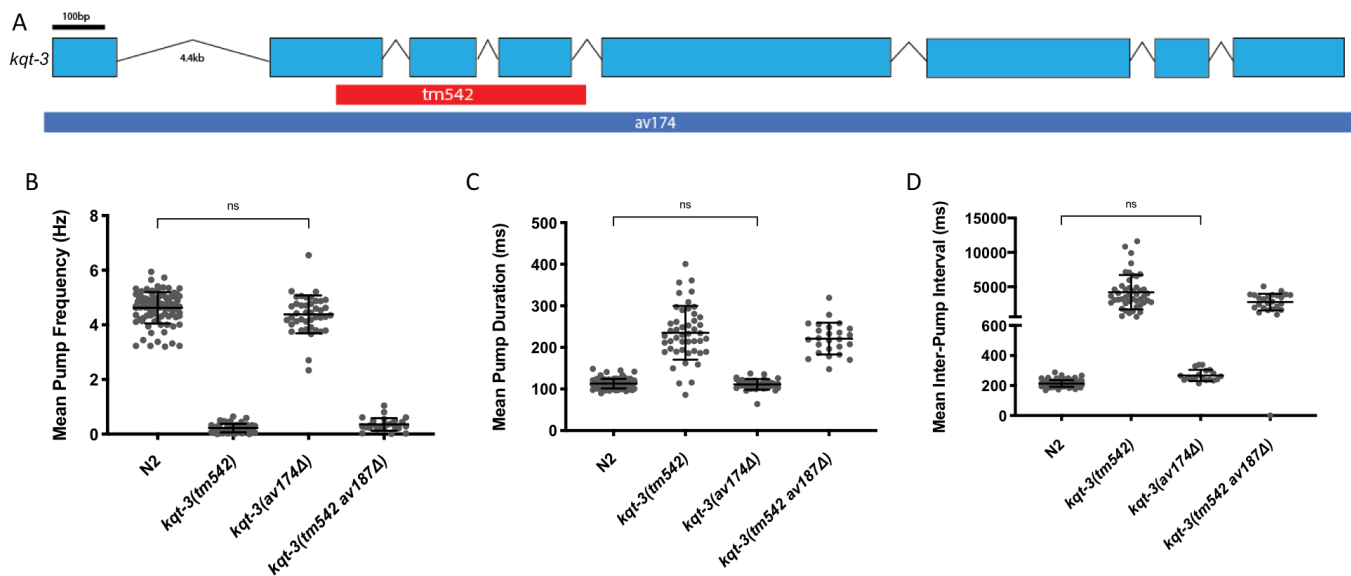 A
100bp
kqt-3
4.4kb
tm542
av174
B
Mean Pump Frequency (Hz)
8
6
4
2
0
ns
N2
kqt-3(tm542)
kqt-3(av174Δ)
kqt-3(tm542 av187Δ)
C
Mean Pump Duration (ms)
500
400
300
200
100
0
ns
N2
kqt-3(tm542)
kqt-3(av174Δ)
kqt-3(tm542 av187Δ)
D
Mean Inter-Pump Interval (ms)
15000
10000
5000
600
400
200
0
ns
N2
kqt-3(tm542)
kqt-3(av174Δ)
kqt-3(tm542 av187Δ)